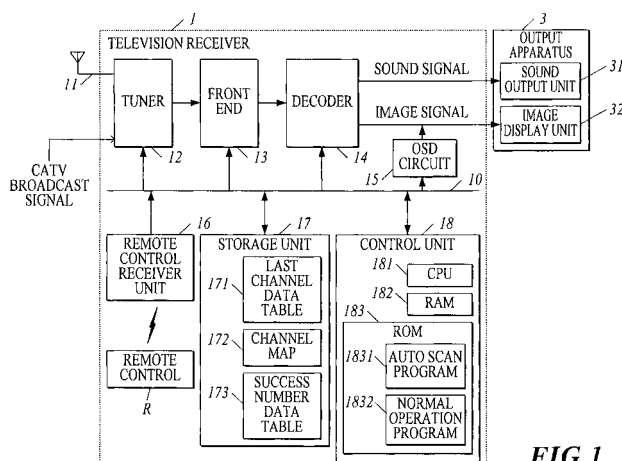 1
3
TELEVISION RECEIVER
OUTPUT
APPARATUS
11
TUNER
FRONT
END
DECODER
SOUND SIGNAL
SOUND
OUTPUT UNIT
31
IMAGE SIGNAL
IMAGE
DISPLAY UNIT
32
12
13
14
OSD
CIRCUIT
15
10
CATV
BROADCAST
SIGNAL
16
REMOTE
CONTROL
RECEIVER
UNIT
REMOTE
CONTROL
R
17
STORAGE UNIT
171
LAST
CHANNEL
DATA
TABLE
172
CHANNEL
MAP
173
SUCCESS
NUMBER
DATA
TABLE
18
CONTROL UNIT
181
CPU
182
RAM
183
ROM
1831
AUTO SCAN
PROGRAM
1832
NORMAL
OPERATION
PROGRAM
FIG.1